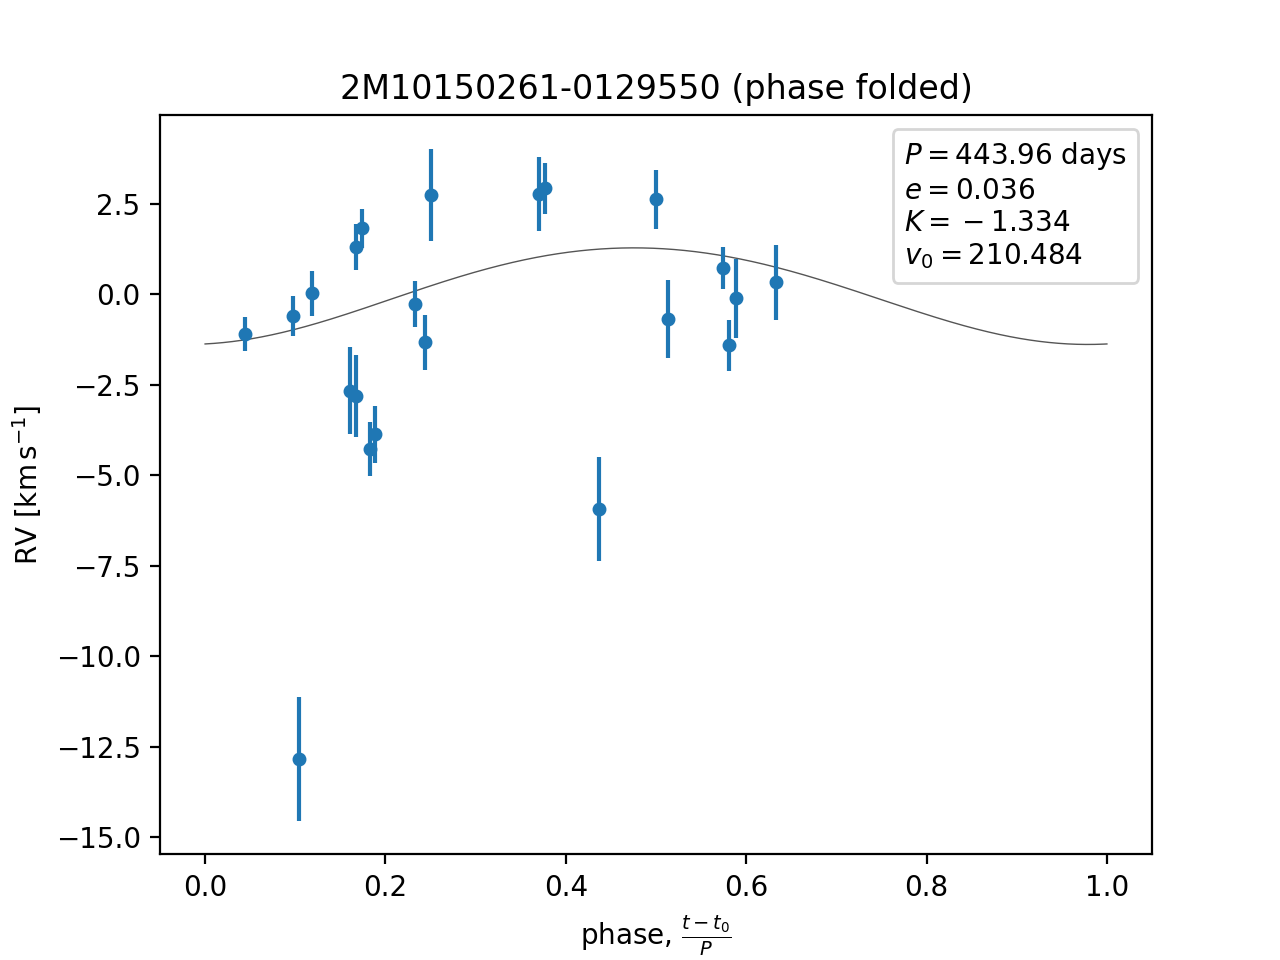 2M10150261-0129550 (phase folded)
P = 443.96 days
e = 0.036
K = −1.334
v₀ = 210.484
RV [km s⁻¹]
2.5
0.0
−2.5
−5.0
−7.5
−10.0
−12.5
−15.0
0.0 0.2 0.4 0.6 0.8 1.0
phase, (t − t₀)/P